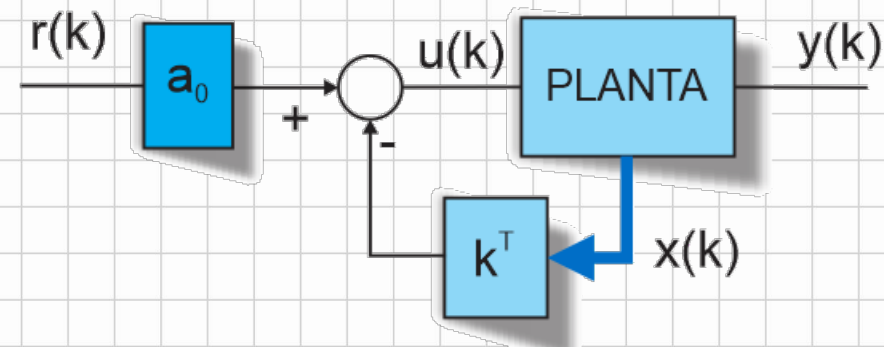 r(k)
a₀
+
-
u(k)
PLANTA
y(k)
kᵀ
x(k)